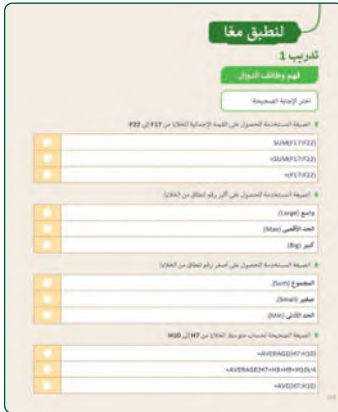 لنطبق معًا
تدريب 1
فهم وظائف الدوال
اختر الإجابة الصحيحة:
الصيغة المستخدمة للحصول على القيمة الإجمالية للخلايا من F17 إلى F22
SUM(F17:F22)
=SUM(F17:F22)
=(F17:F22)
الصيغة المستخدمة للحصول على أكبر رقم لنطاق من الخلايا:
واسع (Large).
الحد الأقصى (Max).
كبير (Big).
الصيغة المستخدمة للحصول على أصغر رقم لنطاق من الخلايا:
المجموع (Sum).
صغير (Small).
الحد الأدنى (Min).
الصيغة الصحيحة لحساب متوسط الخلايا من H7 إلى H10
=AVERAGE(H7:H10)
=AVERAGE(H7+H8+H9+H10)/4
=AVE(H7:H10)